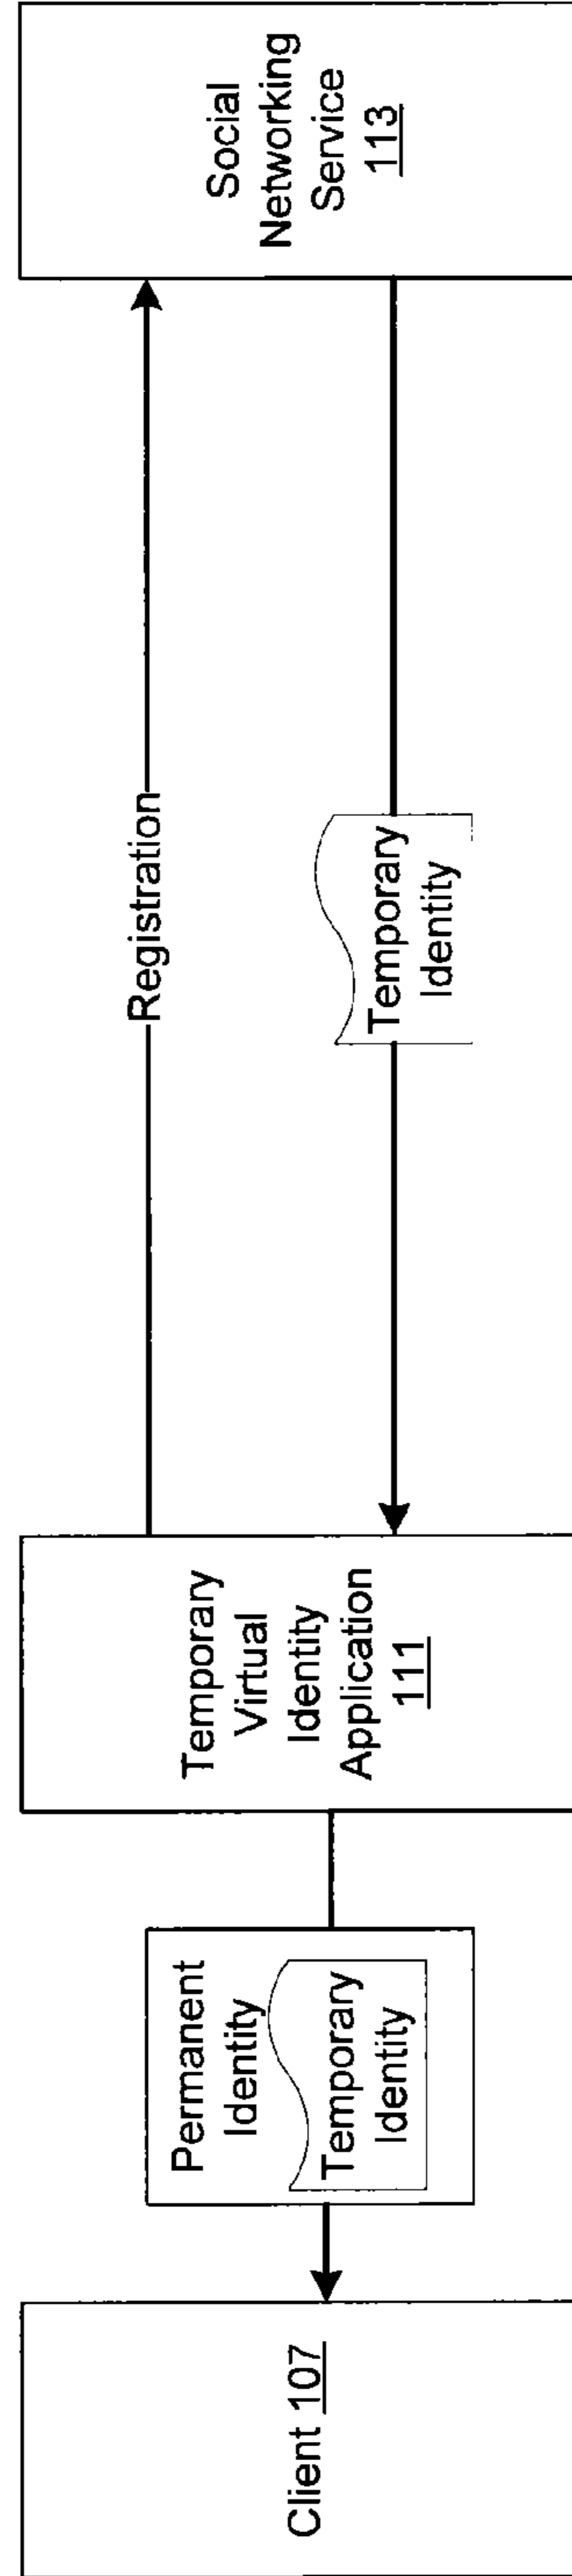 Client 107
Permanent
Identity
Temporary
Identity
Temporary
Virtual
Identity
Application
111
Registration
Temporary
Identity
Social
Networking
Service
113